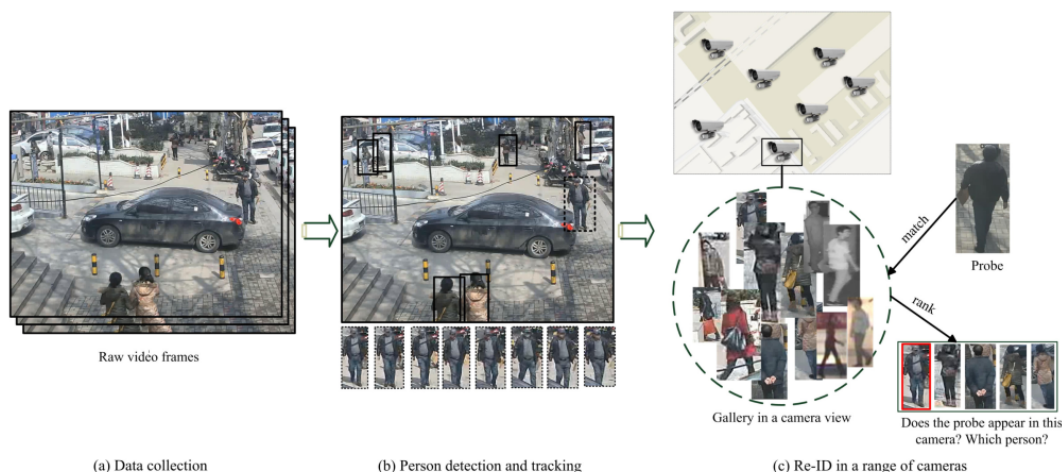 match
Probe
rank
Raw video frames
Gallery in a camera view
Does the probe appear in this
camera? Which person?
(a) Data collection
(b) Person detection and tracking
(c) Re-ID in a range of cameras